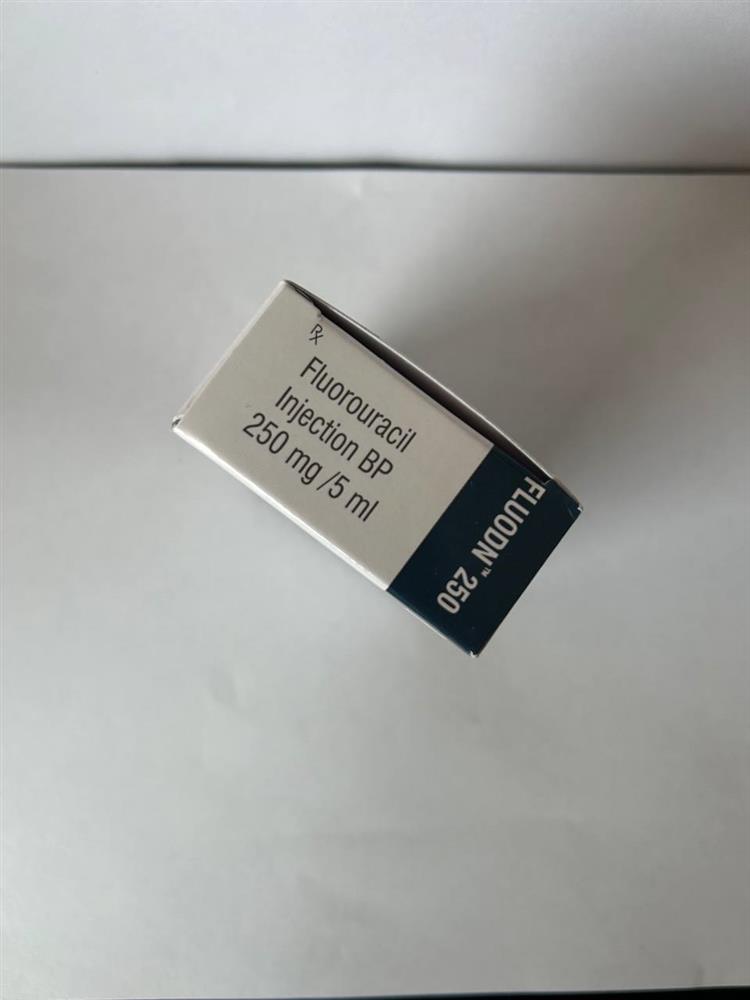 ℞
Fluorouracil
Injection BP
250 mg /5 ml
FLUODN™ 250